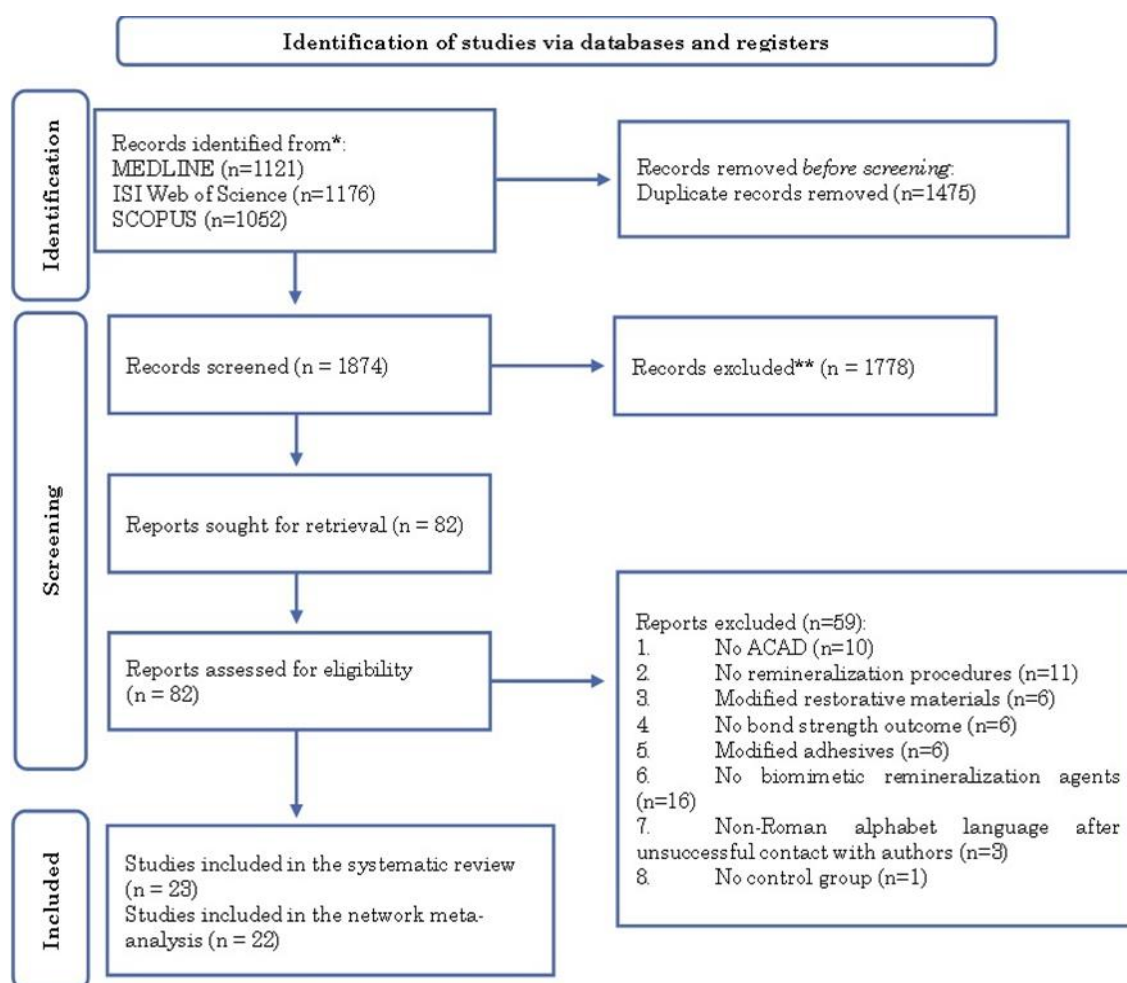 Identification of studies via databases and registers
Identification
Records identified from*:
MEDLINE (n=1121)
ISI Web of Science (n=1176)
SCOPUS (n=1052)
Records removed before screening:
Duplicate records removed (n=1475)
Screening
Records screened (n = 1874)
Records excluded** (n = 1778)
Reports sought for retrieval (n = 82)
Reports assessed for eligibility
(n = 82)
Reports excluded (n=59):
1. No ACAD (n=10)
2. No remineralization procedures (n=11)
3. Modified restorative materials (n=6)
4. No bond strength outcome (n=6)
5. Modified adhesives (n=6)
6. No biomimetic remineralization agents
(n=16)
7. Non-Roman alphabet language after
unsuccessful contact with authors (n=3)
8. No control group (n=1)
Included
Studies included in the systematic review
(n = 23)
Studies included in the network meta-
analysis (n = 22)